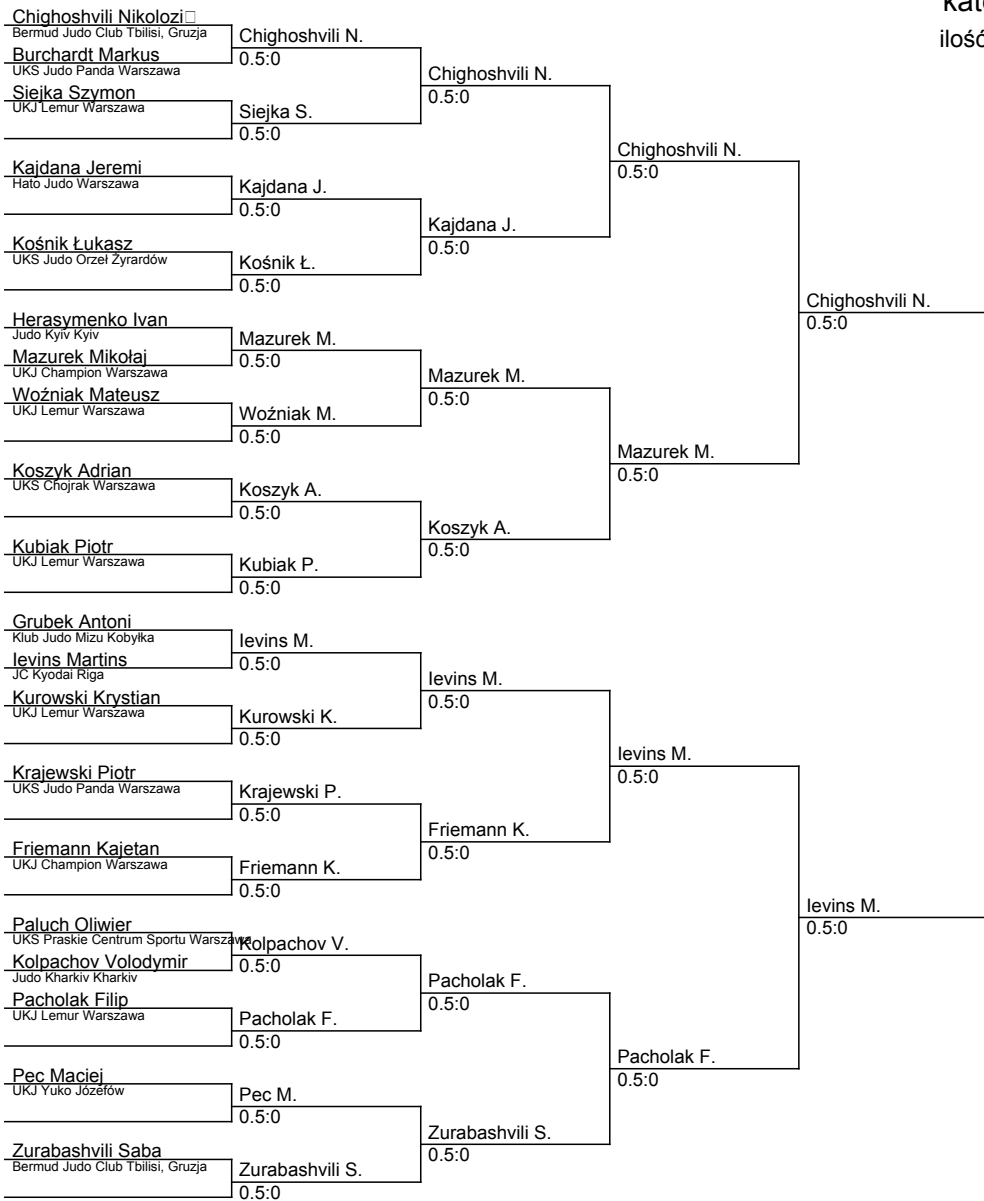 Chighoshvili Nikolozi
Bermud Judo Club Tbilisi, Gruzja
Burchardt Markus
UKS Judo Panda Warszawa
Siejka Szymon
UKJ Lemur Warszawa
Kajdana Jeremi
Hato Judo Warszawa
Kośnik Łukasz
UKS Judo Orzeł Żyrardów
Herasymenko Ivan
Judo Kyiv Kyiv
Mazurek Mikołaj
UKJ Champion Warszawa
Woźniak Mateusz
UKJ Lemur Warszawa
Koszyk Adrian
UKS Chojrak Warszawa
Kubiak Piotr
UKJ Lemur Warszawa
Grubek Antoni
Klub Judo Mizu Kobyłka
Ievins Martins
JC Kyodai Riga
Kurowski Krystian
UKJ Lemur Warszawa
Krajewski Piotr
UKS Judo Panda Warszawa
Friemann Kajetan
UKJ Champion Warszawa
Paluch Oliwier
UKS Praskie Centrum Sportu Warszawa
Kolpachov Volodymir
Judo Kharkiv Kharkiv
Pacholak Filip
UKJ Lemur Warszawa
Pec Maciej
UKJ Yuko Józefów
Zurabashvili Saba
Bermud Judo Club Tbilisi, Gruzja
Chighoshvili N.
0.5:0
Siejka S.
0.5:0
Kajdana J.
0.5:0
Kośnik Ł.
0.5:0
Mazurek M.
0.5:0
Woźniak M.
0.5:0
Koszyk A.
0.5:0
Kubiak P.
0.5:0
Ievins M.
0.5:0
Kurowski K.
0.5:0
Krajewski P.
0.5:0
Friemann K.
0.5:0
Kolpachov V.
0.5:0
Pacholak F.
0.5:0
Pec M.
0.5:0
Zurabashvili S.
0.5:0
Chighoshvili N.
0.5:0
Kajdana J.
0.5:0
Mazurek M.
0.5:0
Koszyk A.
0.5:0
Ievins M.
0.5:0
Friemann K.
0.5:0
Pacholak F.
0.5:0
Zurabashvili S.
0.5:0
Chighoshvili N.
0.5:0
Mazurek M.
0.5:0
Ievins M.
0.5:0
Pacholak F.
0.5:0
Chighoshvili N.
0.5:0
Ievins M.
0.5:0
ilość